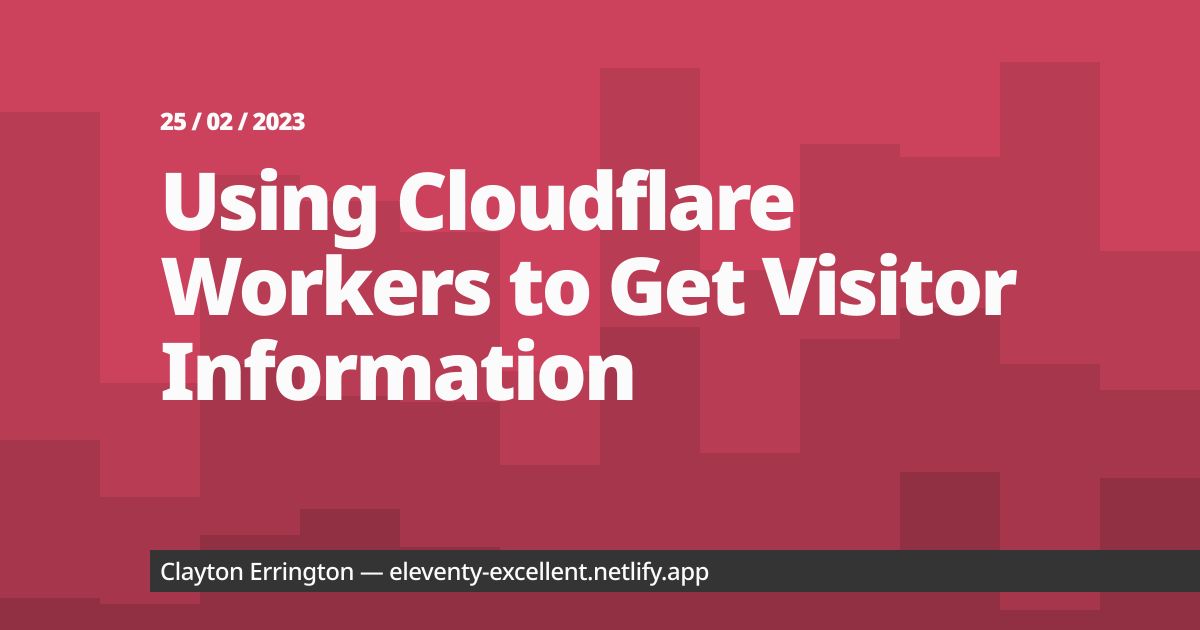 25 / 02 / 2023
Using Cloudflare
Workers to Get Visitor
Information
Clayton Errington — eleventy-excellent.netlify.app